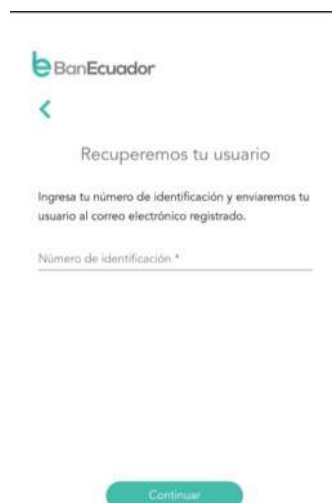 BanEcuador
Recuperemos tu usuario
Ingresa tu número de identificación y enviaremos tu
usuario al correo electrónico registrado.
Número de identificación *
Continuar